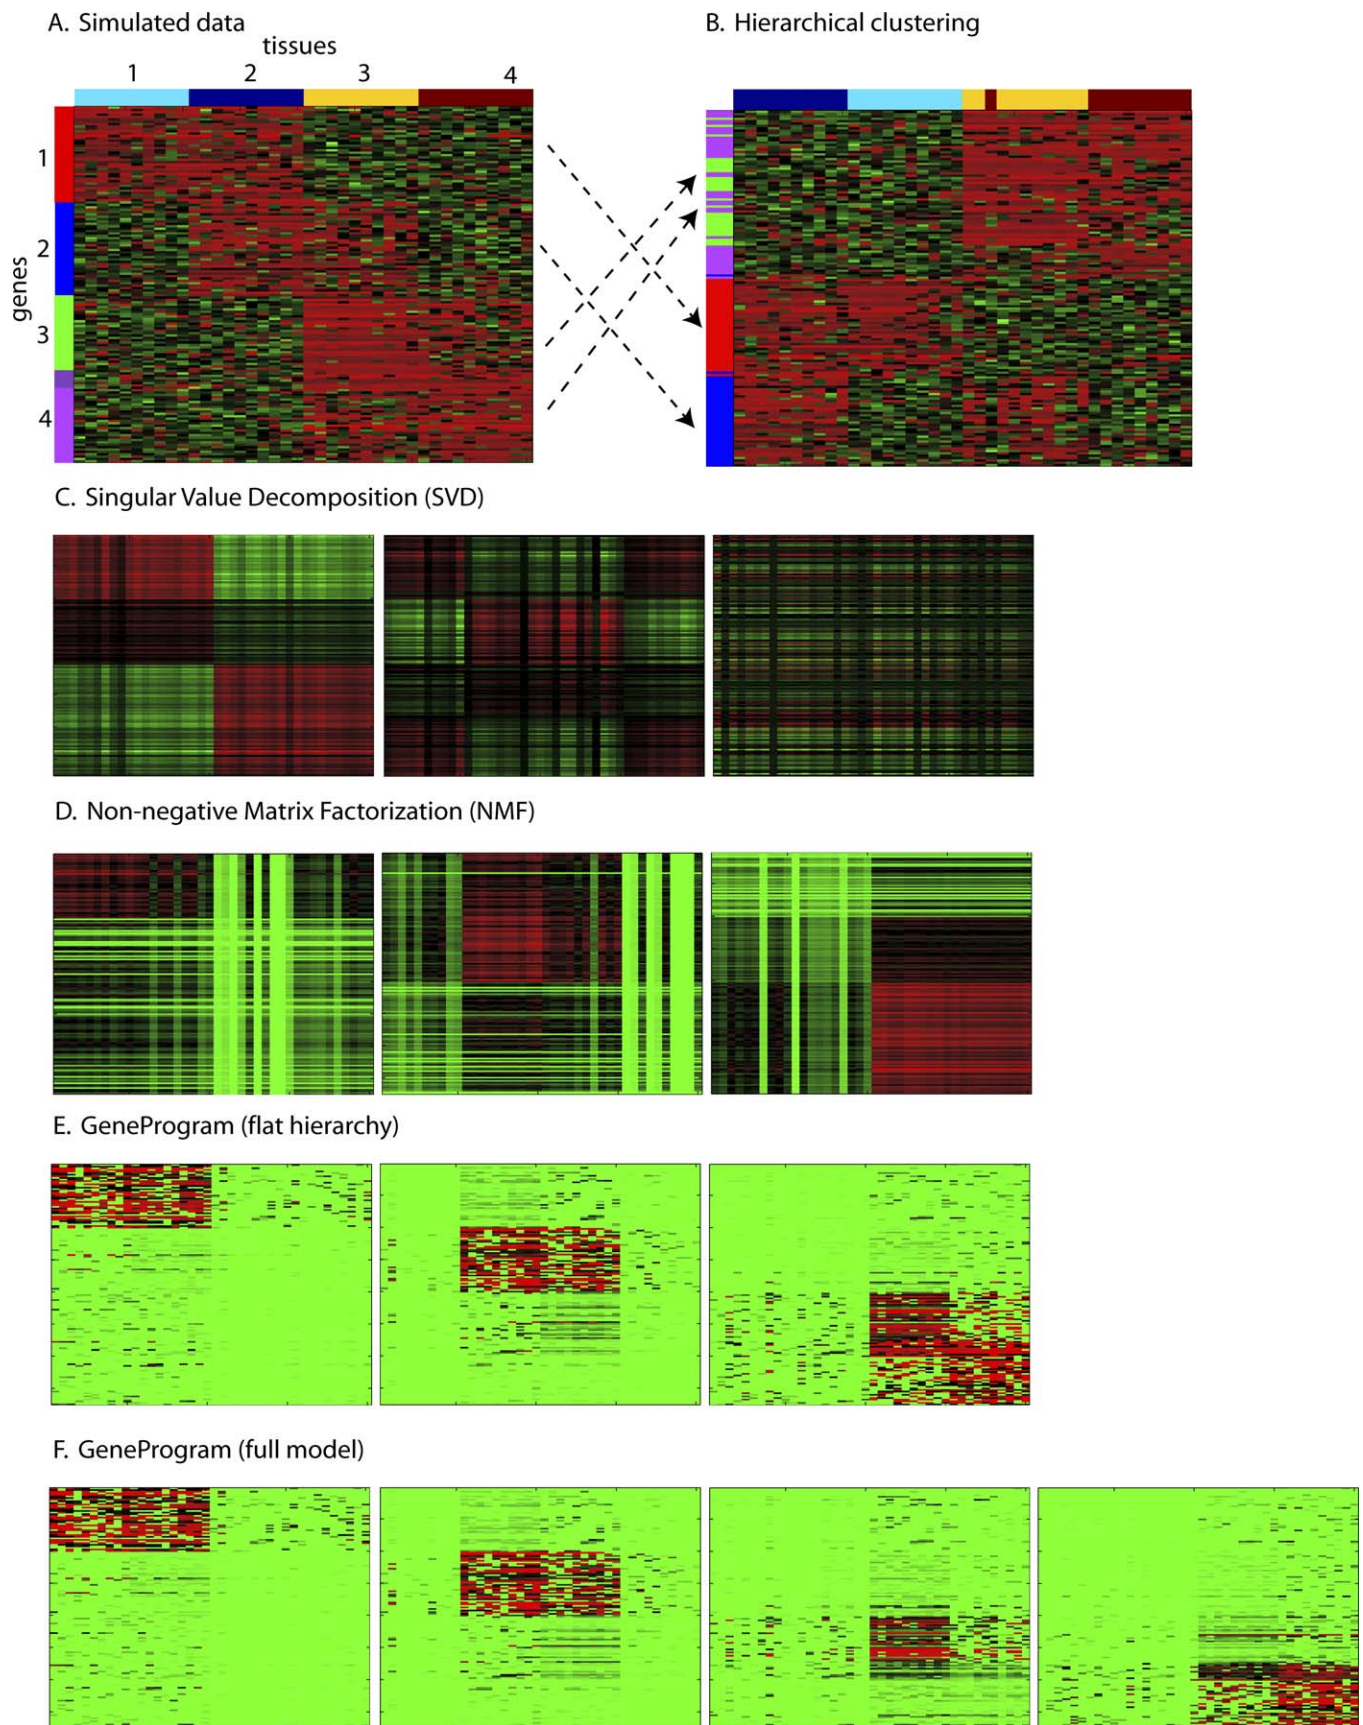 A. Simulated data
tissues
1 2 3 4
genes
1
2
3
4
B. Hierarchical clustering
C. Singular Value Decomposition (SVD)
D. Non-negative Matrix Factorization (NMF)
E. GeneProgram (flat hierarchy)
F. GeneProgram (full model)